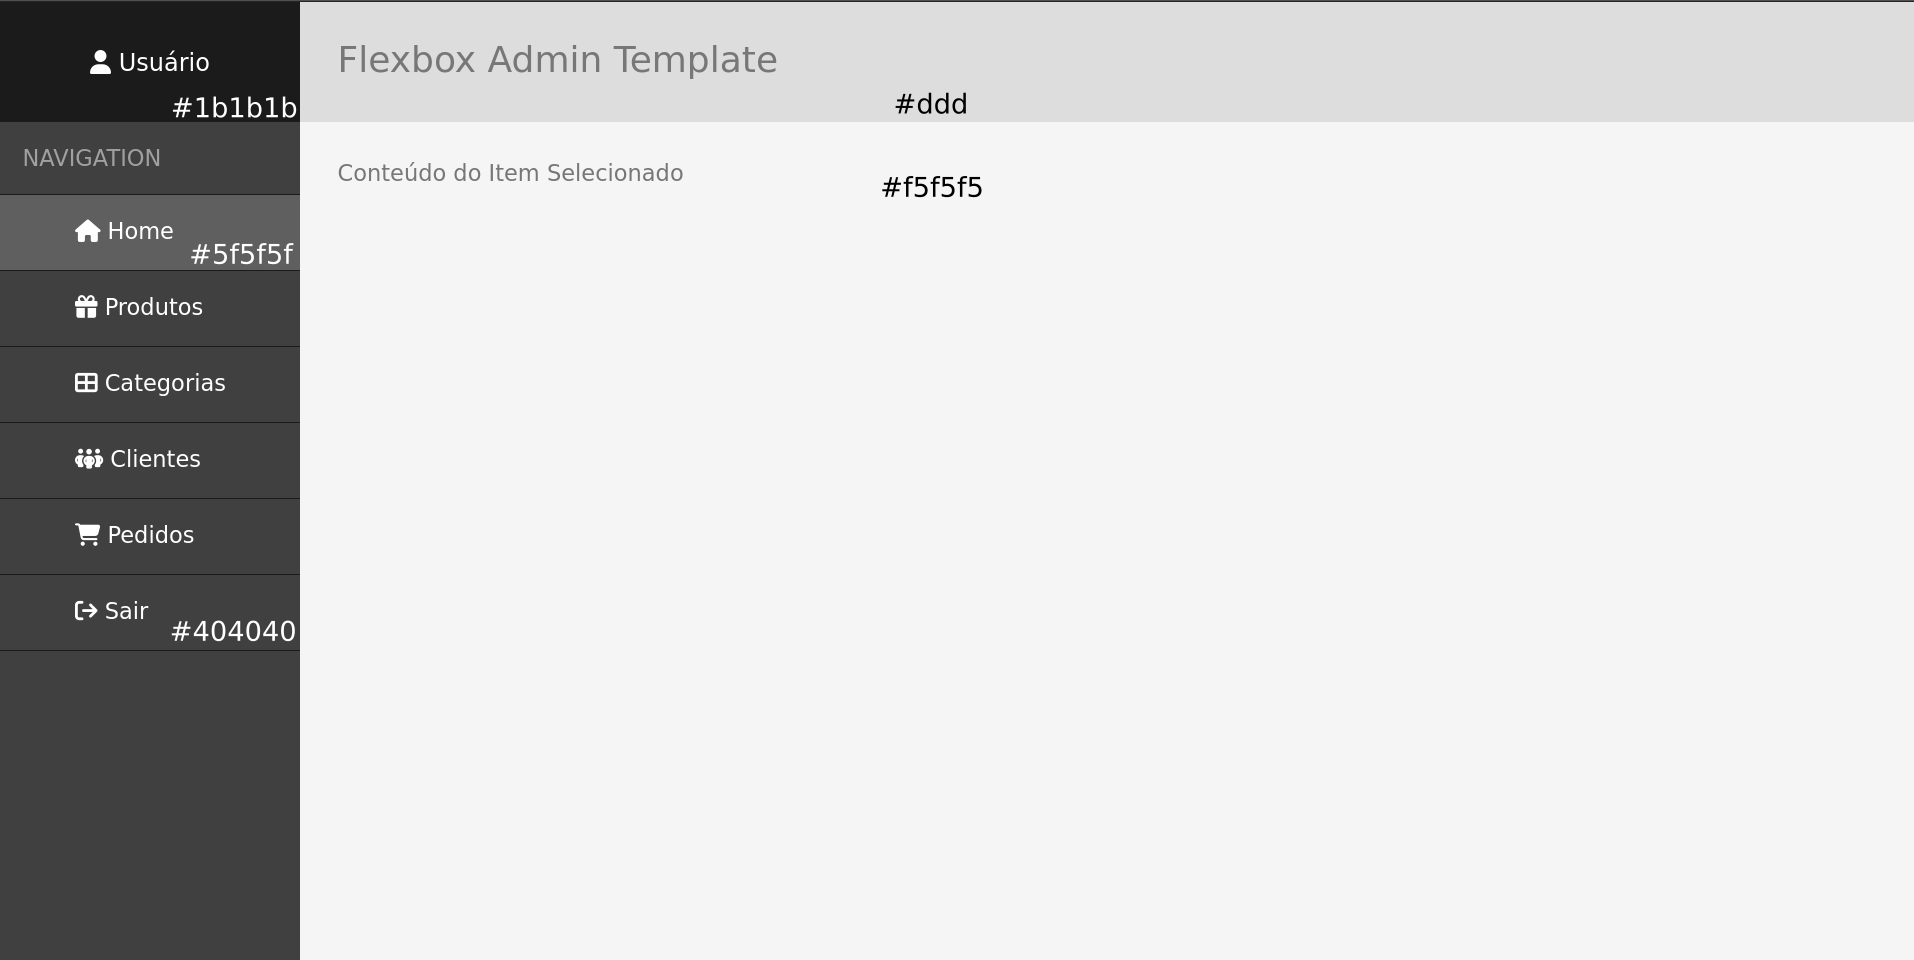 Usuário
#1b1b1b
Flexbox Admin Template
#ddd
NAVIGATION
Home
#5f5f5f
Produtos
Categorias
Clientes
Pedidos
Sair
#404040
Conteúdo do Item Selecionado
#f5f5f5